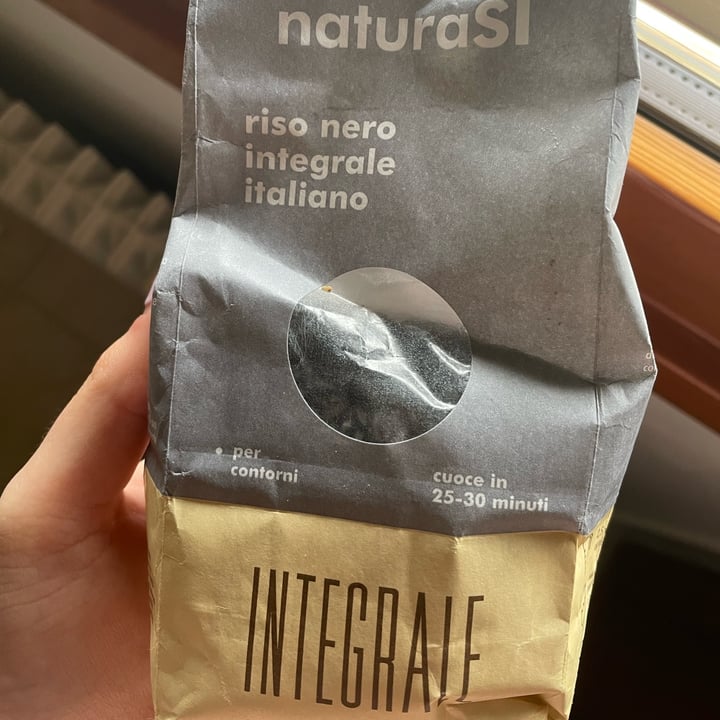 naturaSì
riso nero
integrale
italiano
• per
contorni
cuoce in
25-30 minuti
INTEGRALE